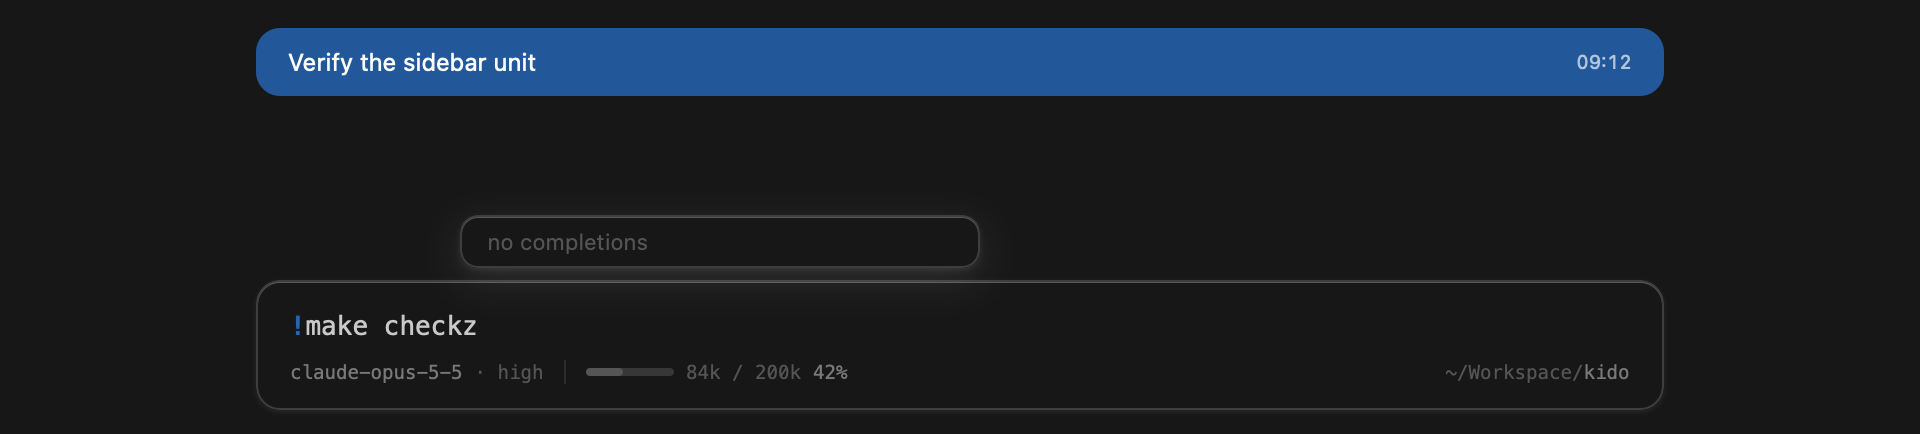 Verify the sidebar unit 09:12
no completions
!make checkz
claude-opus-5-5 · high 84k / 200k 42% ~/Workspace/kido